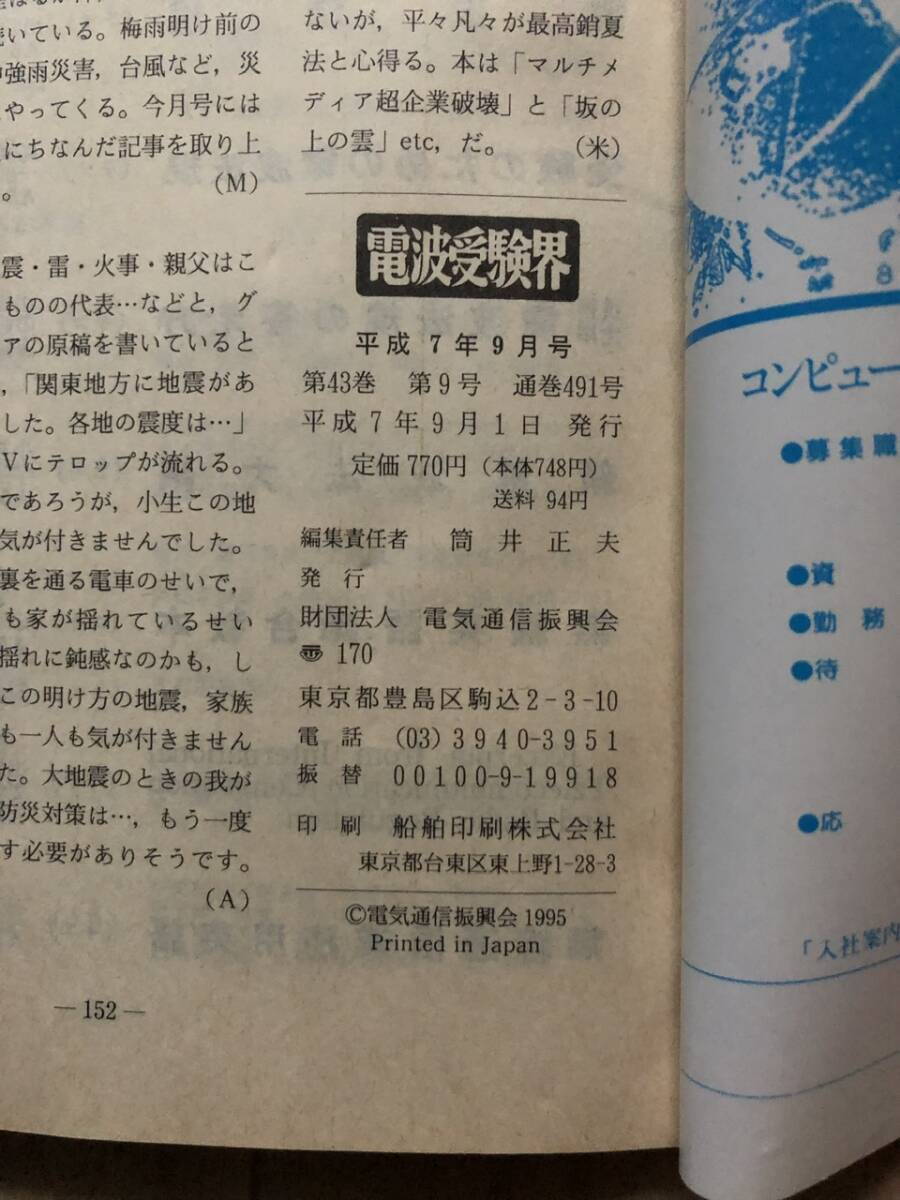 いている。梅雨明け前の
強雨災害，台風など，災
やってくる。今月号には
にちなんだ記事を取り上
。 (M)
震・雷・火事・親父はこ
ものの代表…などと，グ
アの原稿を書いていると
，「関東地方に地震があ
した。各地の震度は…」
Vにテロップが流れる。
であろうが，小生この地
気が付きませんでした。
裏を通る電車のせいで，
も家が揺れているせい
揺れに鈍感なのかも，し
この明け方の地震，家族
も一人も気が付きません
た。大地震のときの我が
防災対策は…，もう一度
す必要がありそうです。
(A)
ないが，平々凡々が最高銷夏
法と心得る。本は「マルチメ
ディア超企業破壊」と「坂の
上の雲」etc，だ。 (米)
電波受験界
平成7年9月号
第43巻 第9号 通巻491号
平成7年9月1日 発行
定価 770円（本体748円）
送料 94円
編集責任者 筒井正夫
発行
財団法人 電気通信振興会
〠 170
東京都豊島区駒込2-3-10
電話 (03)3940-3951
振替 00100-9-19918
印刷 船舶印刷株式会社
東京都台東区東上野1-28-3
©電気通信振興会 1995
Printed in Japan
―152―
8
コンピュー
●募集職
●資
●勤務
●待
●応
「入社案内